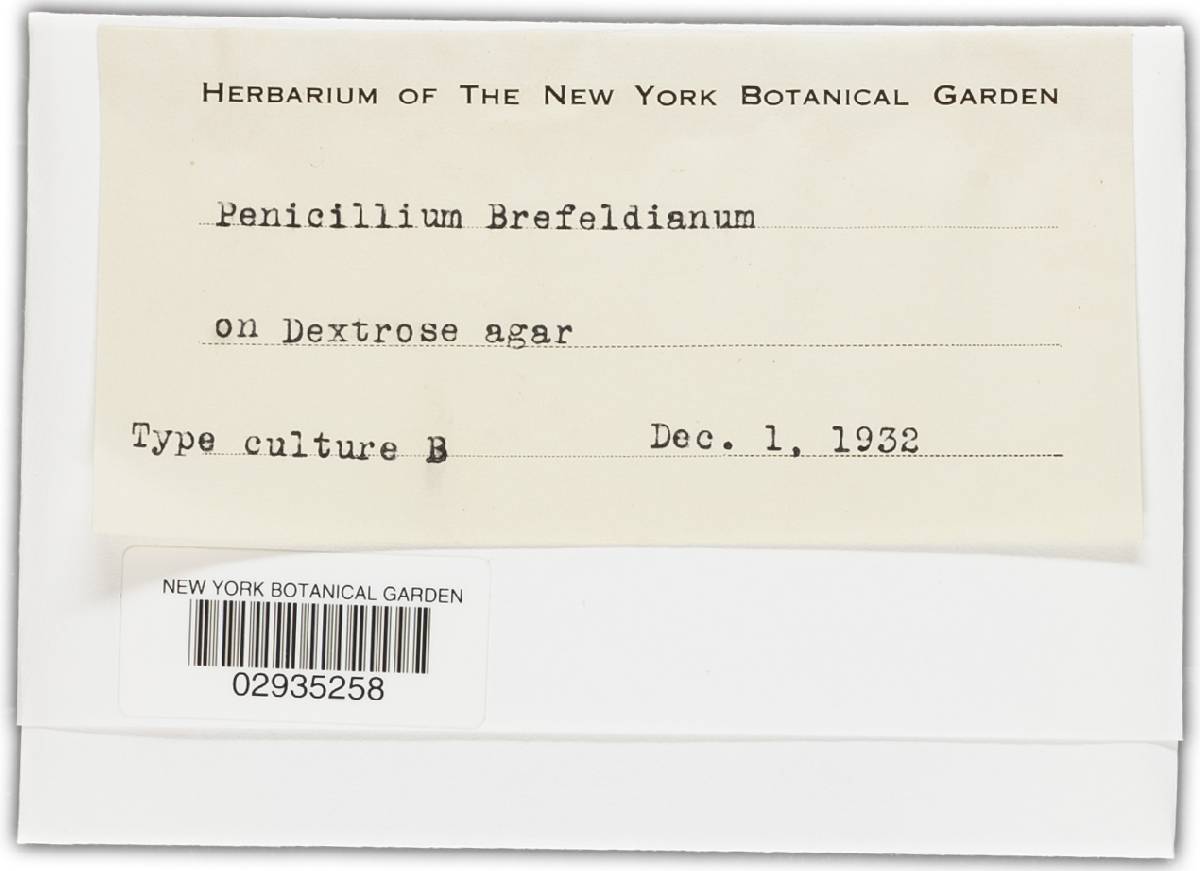 HERBARIUM OF THE NEW YORK BOTANICAL GARDEN
Penicillium Brefeldianum
on Dextrose agar
Type culture B Dec. 1, 1932
NEW YORK BOTANICAL GARDEN
02935258